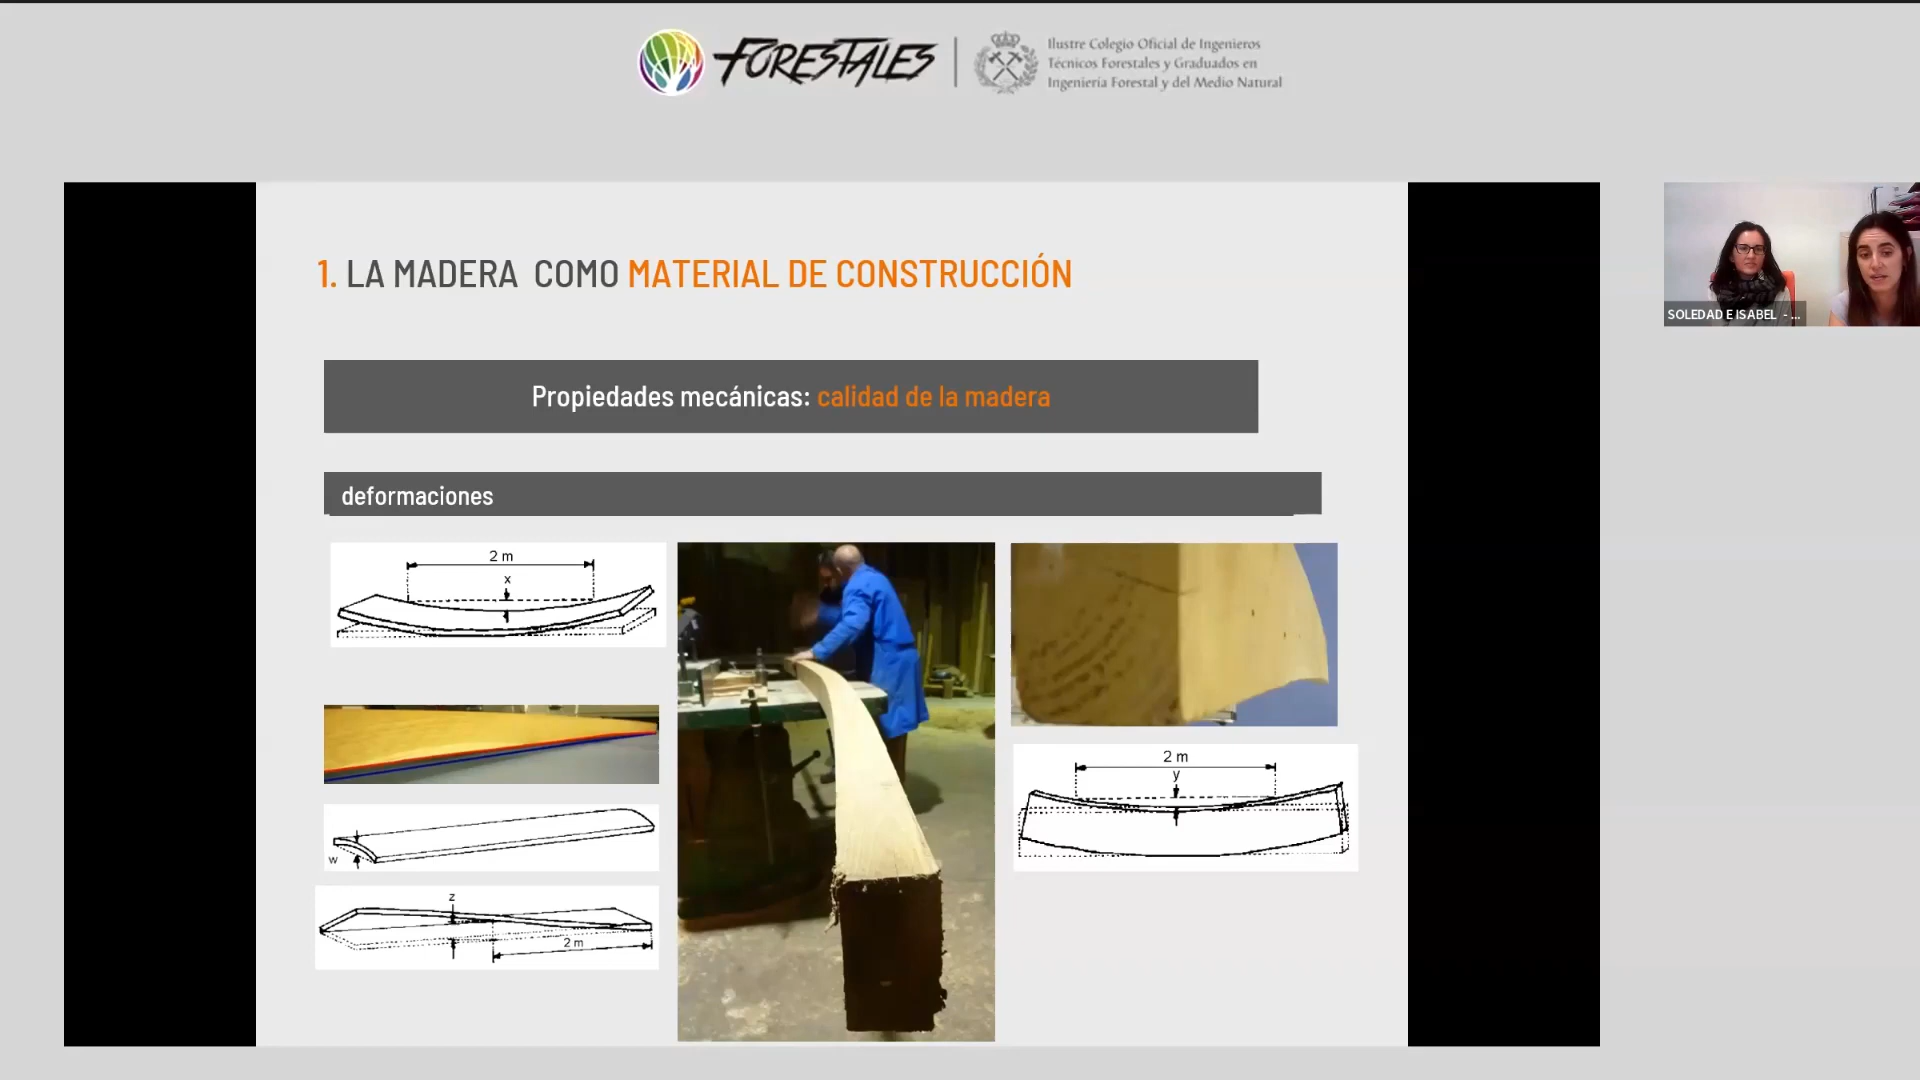 FORESTALES
Ilustre Colegio Oficial de Ingenieros
Técnicos Forestales y Graduados en
Ingeniería Forestal y del Medio Natural
1. LA MADERA COMO MATERIAL DE CONSTRUCCIÓN
SOLEDAD E ISABEL - ...
Propiedades mecánicas: calidad de la madera
deformaciones
2 m
x
2 m
y
w
z
2 m